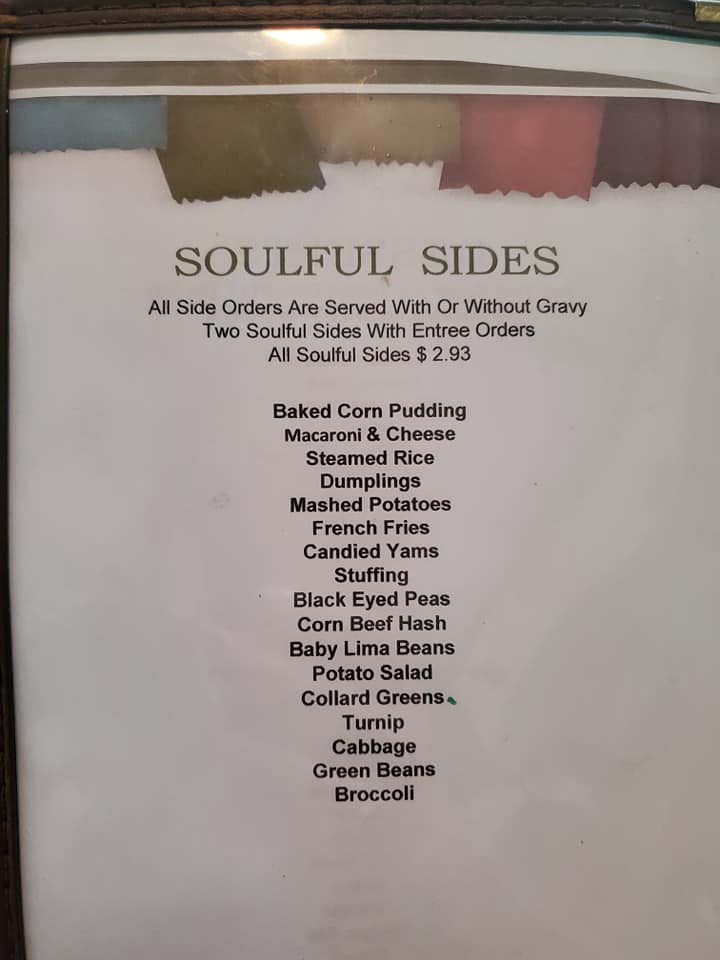 SOULFUL SIDES
All Side Orders Are Served With Or Without Gravy
Two Soulful Sides With Entree Orders
All Soulful Sides $ 2.93
Baked Corn Pudding
Macaroni & Cheese
Steamed Rice
Dumplings
Mashed Potatoes
French Fries
Candied Yams
Stuffing
Black Eyed Peas
Corn Beef Hash
Baby Lima Beans
Potato Salad
Collard Greens
Turnip
Cabbage
Green Beans
Broccoli